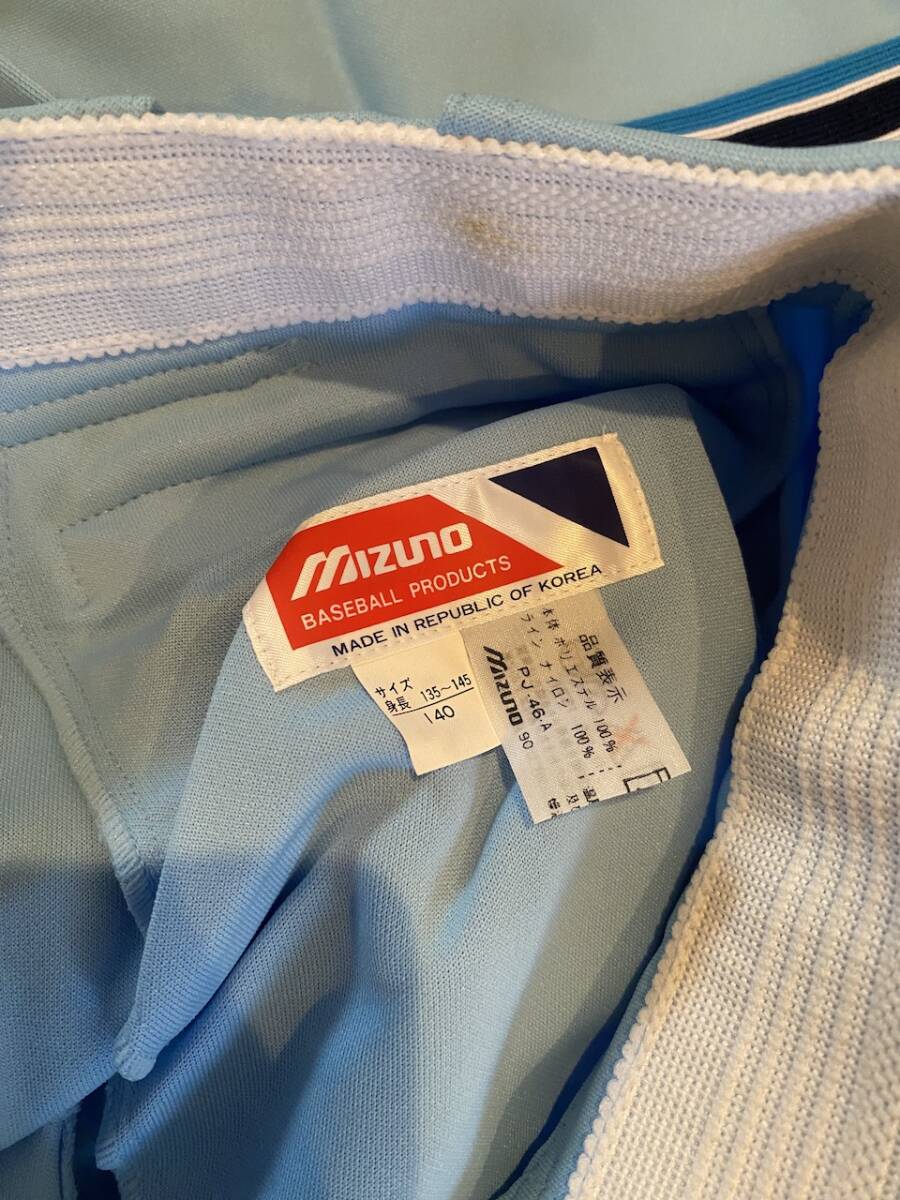 MIZUNO
BASEBALL PRODUCTS
MADE IN REPUBLIC OF KOREA
サイズ
身長 135~145
140
品質表示
本体 ポリエステル 100%
ライン ナイロン 100%
PJ-46-A
MIZUNO 90